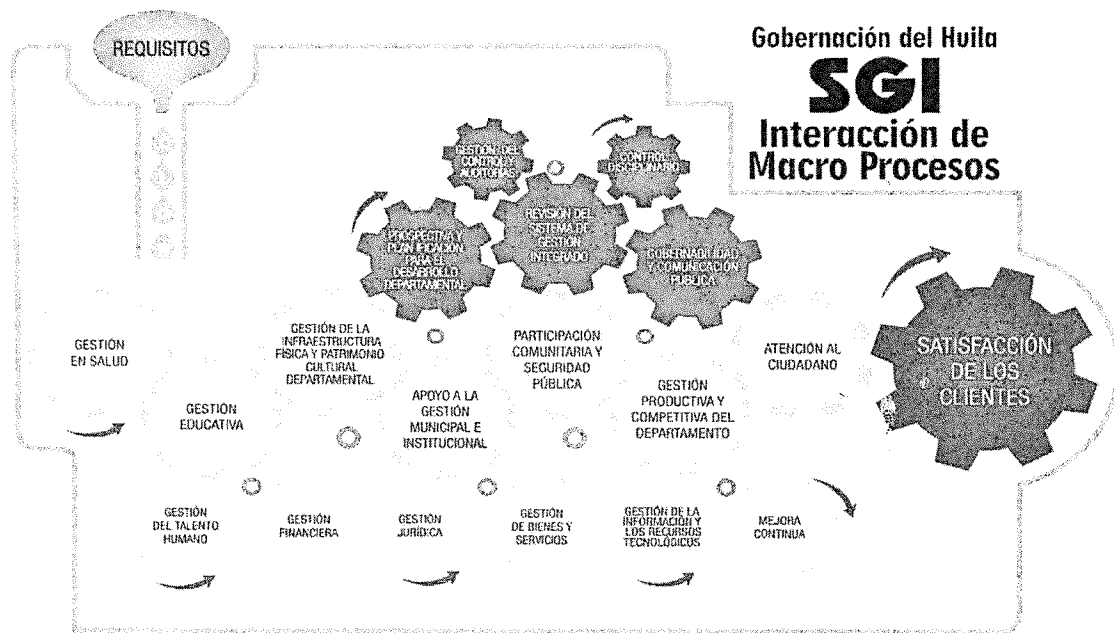 REQUISITOS
Gobernación del Huila
SGI
Interacción de
Macro Procesos
GESTIÓN DEL
CONTROL Y
AUDITORIAS
CONTROL
DISCIPLINARIO
PROSPECTIVA Y
PLANIFICACIÓN
PARA EL
DESARROLLO
DEPARTAMENTAL
REVISIÓN DEL
SISTEMA DE
GESTIÓN
INTEGRADO
GOBERNABILIDAD
Y COMUNICACIÓN
PÚBLICA
GESTIÓN
EN SALUD
GESTIÓN
EDUCATIVA
GESTIÓN DE LA
INFRAESTRUCTURA
FÍSICA Y PATRIMONIO
CULTURAL
DEPARTAMENTAL
APOYO A LA
GESTIÓN
MUNICIPAL E
INSTITUCIONAL
PARTICIPACIÓN
COMUNITARIA Y
SEGURIDAD
PÚBLICA
GESTIÓN
PRODUCTIVA Y
COMPETITIVA DEL
DEPARTAMENTO
ATENCIÓN AL
CIUDADANO
SATISFACCIÓN
DE LOS
CLIENTES
GESTIÓN
DEL TALENTO
HUMANO
GESTIÓN
FINANCIERA
GESTIÓN
JURÍDICA
GESTIÓN
DE BIENES Y
SERVICIOS
GESTIÓN DE LA
INFORMACIÓN Y
LOS RECURSOS
TECNOLÓGICOS
MEJORA
CONTINUA